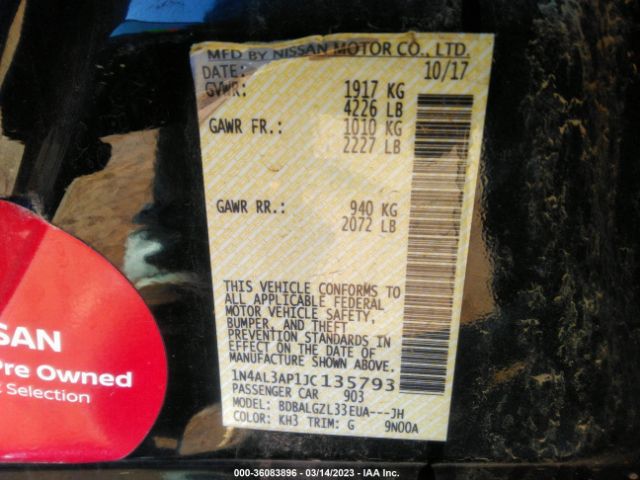 MFD BY NISSAN MOTOR CO., LTD.
DATE: 10/17
GVWR: 1917 KG
4226 LB
GAWR FR.: 1010 KG
2227 LB
GAWR RR.: 940 KG
2072 LB
THIS VEHICLE CONFORMS TO
ALL APPLICABLE FEDERAL
MOTOR VEHICLE SAFETY,
BUMPER, AND THEFT
PREVENTION STANDARDS IN
EFFECT ON THE DATE OF
MANUFACTURE SHOWN ABOVE.
1N4AL3AP1JC135793
PASSENGER CAR 903
MODEL: BDBALGZL33EUA---JH
COLOR: KH3 TRIM: G 9N00A
SSAN
Pre Owned
Selection
000-36083896 - 03/14/2023 - IAA Inc.